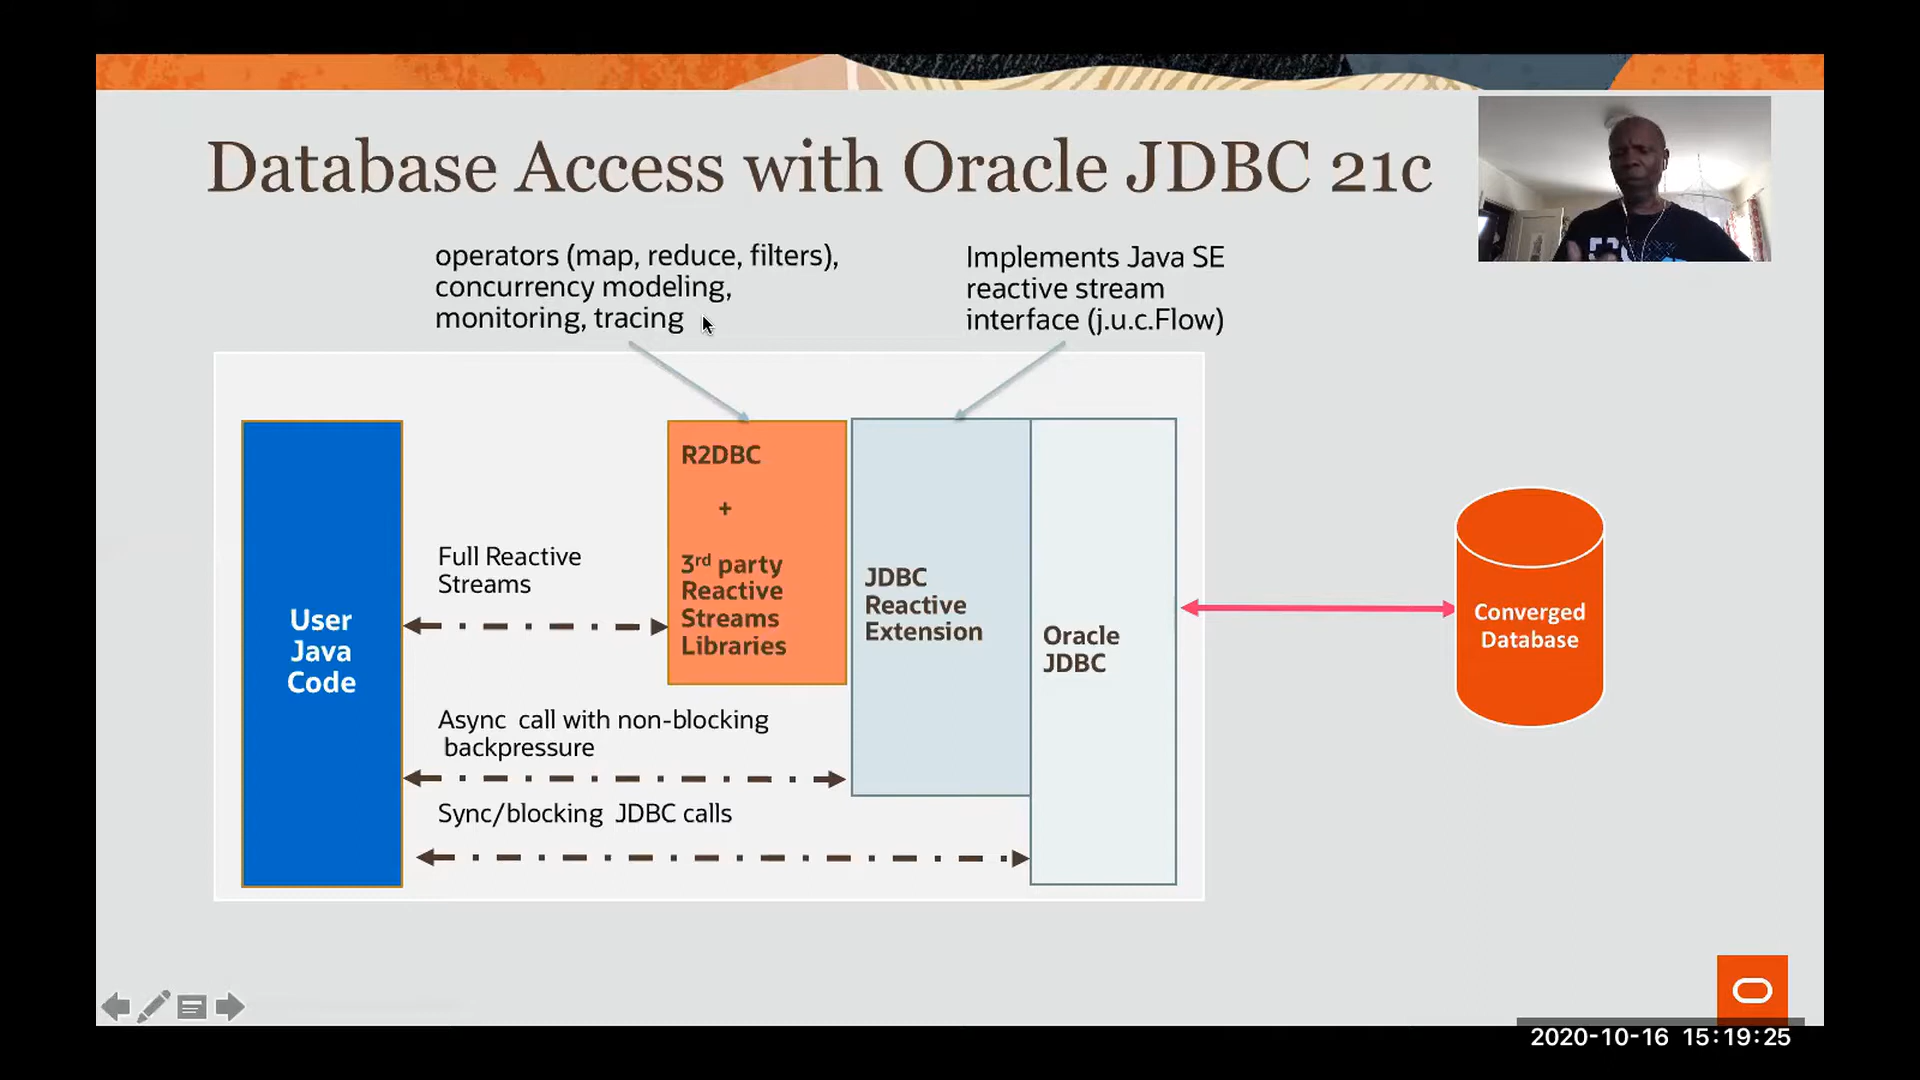 Database Access with Oracle JDBC 21c
operators (map, reduce, filters),
concurrency modeling,
monitoring, tracing
Implements Java SE
reactive stream
interface (j.u.c.Flow)
User
Java
Code
Full Reactive
Streams
R2DBC
+
3rd party
Reactive
Streams
Libraries
JDBC
Reactive
Extension
Oracle
JDBC
Converged
Database
Async call with non-blocking
backpressure
Sync/blocking JDBC calls
2020-10-16 15:19:25